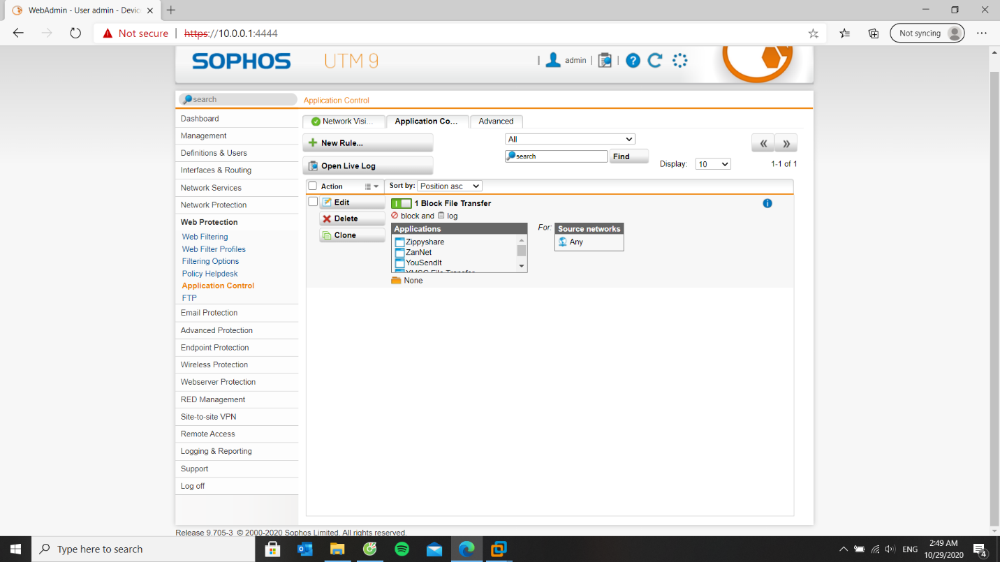 WebAdmin - User admin - Devic
Not secure | https://10.0.0.1:4444
Not syncing
SOPHOS UTM 9
| admin | |
search
Application Control
Dashboard
Management
Definitions & Users
Interfaces & Routing
Network Services
Network Protection
Web Protection
Web Filtering
Web Filter Profiles
Filtering Options
Policy Helpdesk
Application Control
FTP
Email Protection
Advanced Protection
Endpoint Protection
Wireless Protection
Webserver Protection
RED Management
Site-to-site VPN
Remote Access
Logging & Reporting
Support
Log off
Network Visi...
Application Co...
Advanced
New Rule...
Open Live Log
All
search
Find
Display: 10
1-1 of 1
Action
Sort by: Position asc
Edit
Delete
Clone
1 Block File Transfer
block and log
Applications
Zippyshare
ZanNet
YouSendIt
YMSG File Transfer
None
For:
Source networks
Any
Release 9.705-3 © 2000-2020 Sophos Limited. All rights reserved.
Type here to search
ENG
2:49 AM
10/29/2020
4